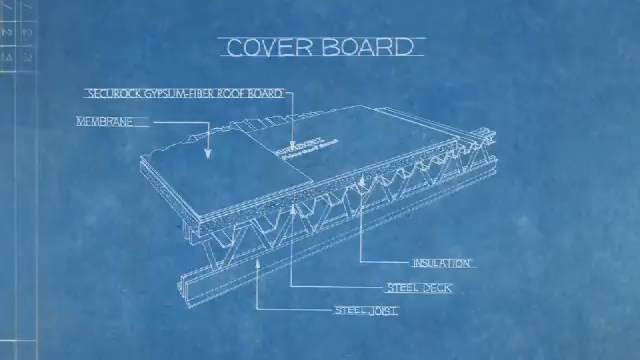 COVER BOARD
SECUROCK GYPSUM-FIBER ROOF BOARD
MEMBRANE
INSULATION
STEEL DECK
STEEL JOIST